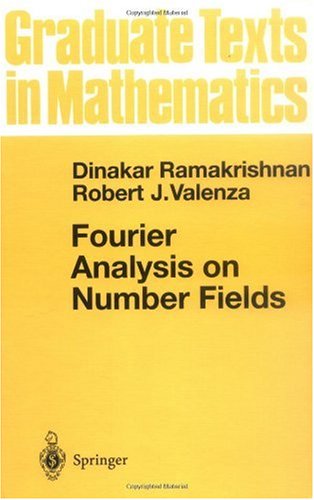 Graduate Texts
in Mathematics
Dinakar Ramakrishnan
Robert J.Valenza
Fourier
Analysis on
Number Fields
Springer